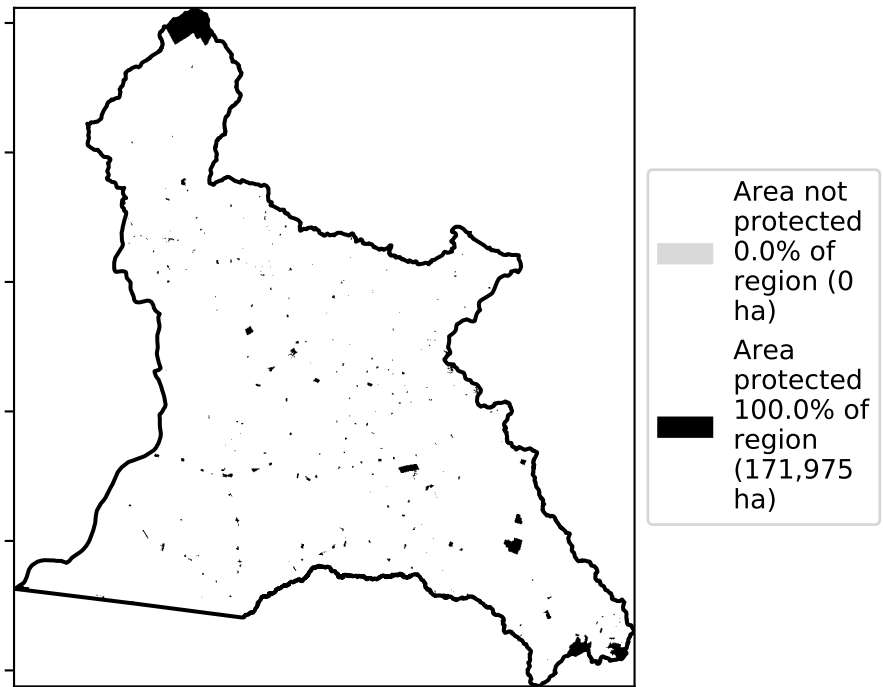 Area not
protected
0.0% of
region (0
ha)
Area
protected
100.0% of
region
(171,975
ha)